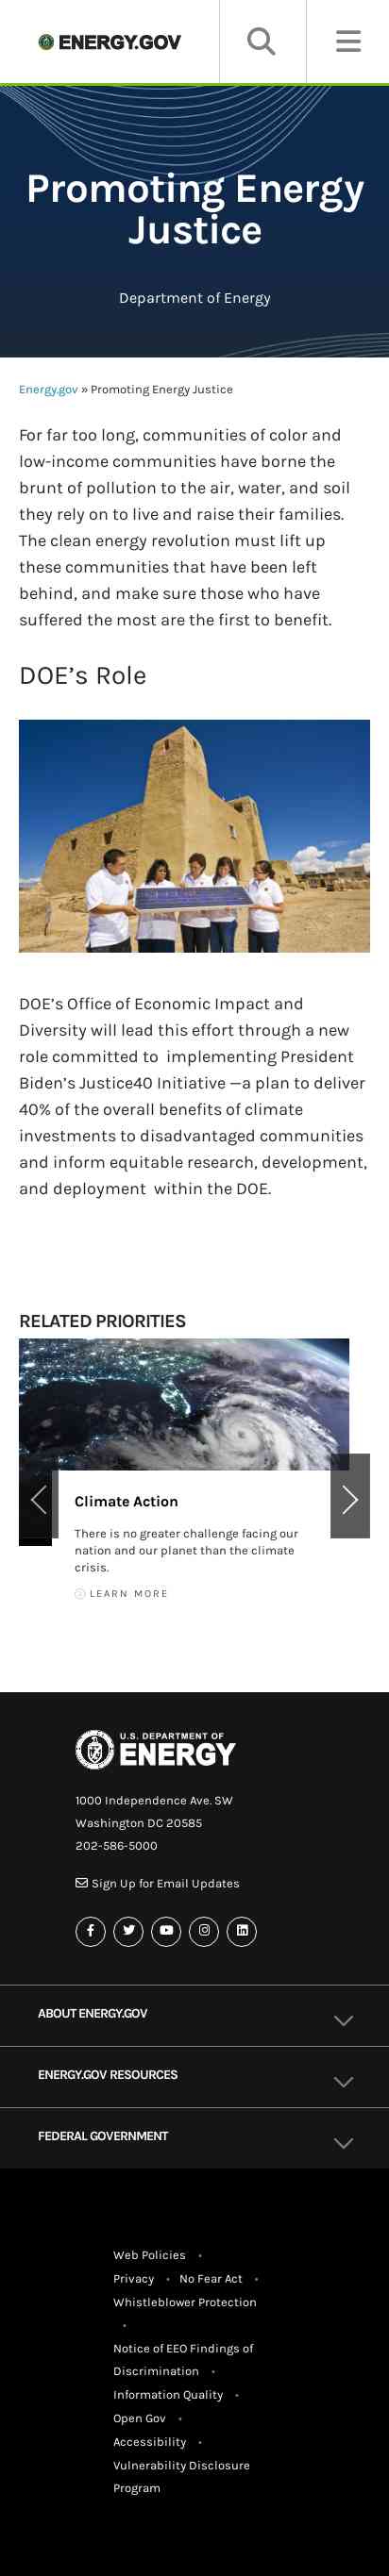 ENERGY.GOV
Promoting Energy
Justice
Department of Energy
Energy.gov » Promoting Energy Justice
For far too long, communities of color and
low-income communities have borne the
brunt of pollution to the air, water, and soil
they rely on to live and raise their families.
The clean energy revolution must lift up
these communities that have been left
behind, and make sure those who have
suffered the most are the first to benefit.
DOE’s Role
DOE’s Office of Economic Impact and
Diversity will lead this effort through a new
role committed to implementing President
Biden’s Justice40 Initiative —a plan to deliver
40% of the overall benefits of climate
investments to disadvantaged communities
and inform equitable research, development,
and deployment within the DOE.
RELATED PRIORITIES
Climate Action
There is no greater challenge facing our
nation and our planet than the climate
crisis.
LEARN MORE
U.S. DEPARTMENT OF
ENERGY
1000 Independence Ave. SW
Washington DC 20585
202-586-5000
Sign Up for Email Updates
ABOUT ENERGY.GOV
ENERGY.GOV RESOURCES
FEDERAL GOVERNMENT
Web Policies •
Privacy • No Fear Act •
Whistleblower Protection
•
Notice of EEO Findings of
Discrimination •
Information Quality •
Open Gov •
Accessibility •
Vulnerability Disclosure
Program